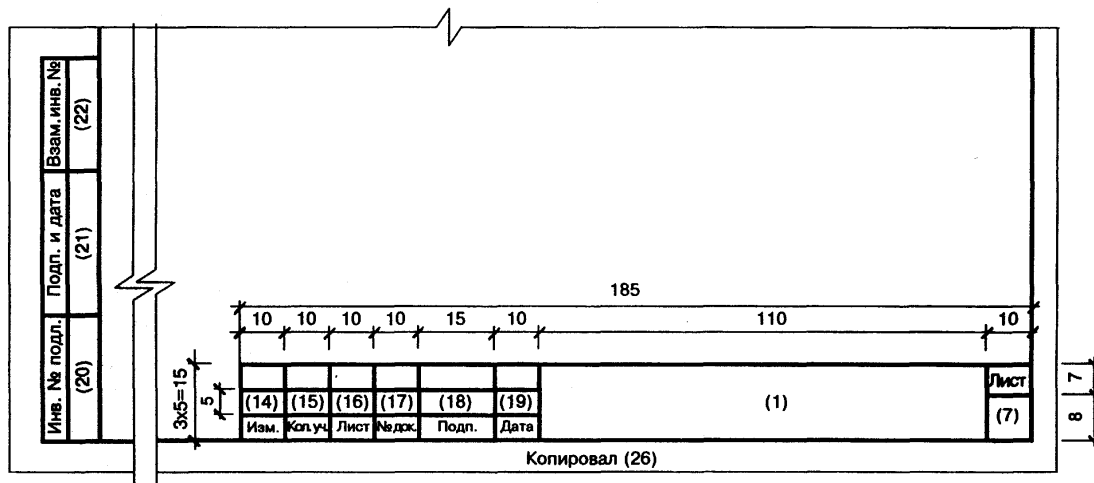 Взам. инв. №
(22)
Подп. и дата
(21)
Инв. № подл.
(20)
185
10 10 10 10 15 10 110 10
3х5=15
5
(14) (15) (16) (17) (18) (19)
Изм. Кол.уч. Лист №док. Подп. Дата
(1)
Лист
(7)
7
8
Копировал (26)